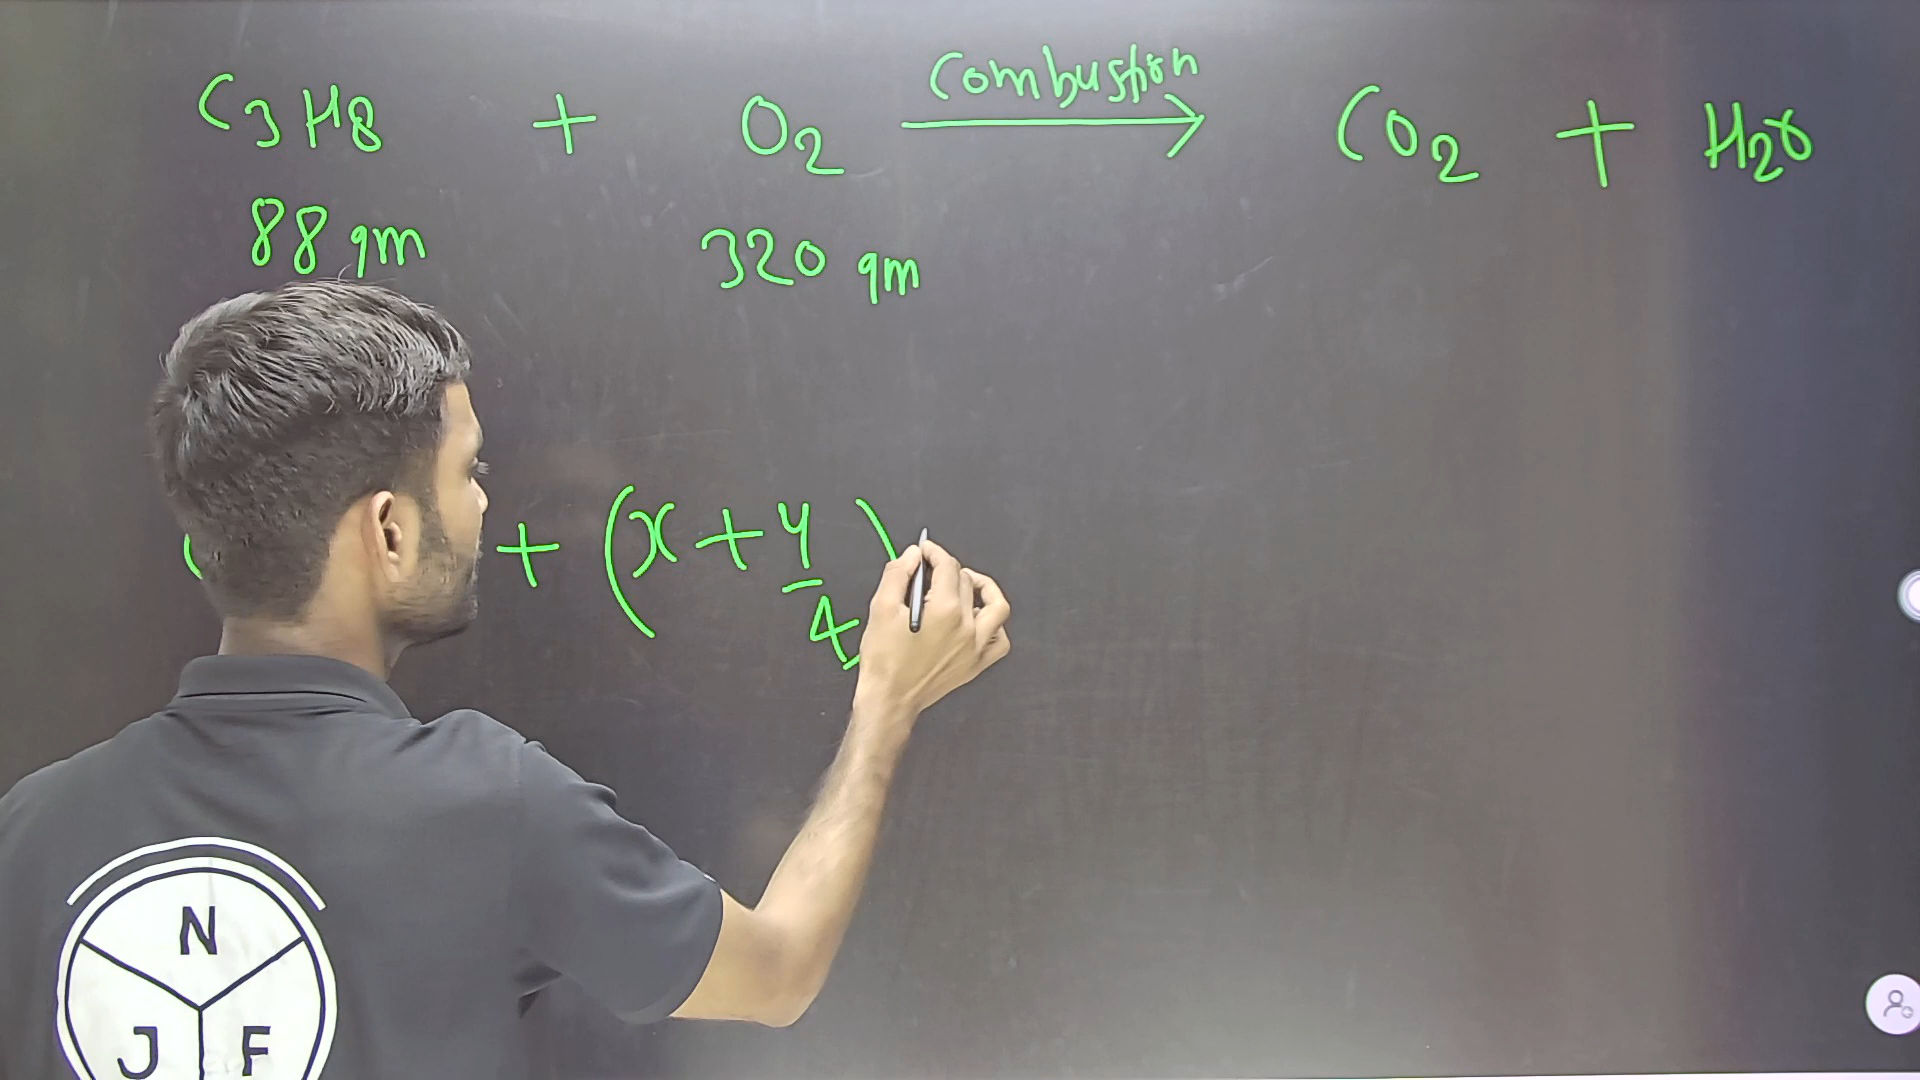 Combustion
C3H8 + O2 → CO2 + H2O
88 gm 320 gm
+ (x + y/4)
N
J F